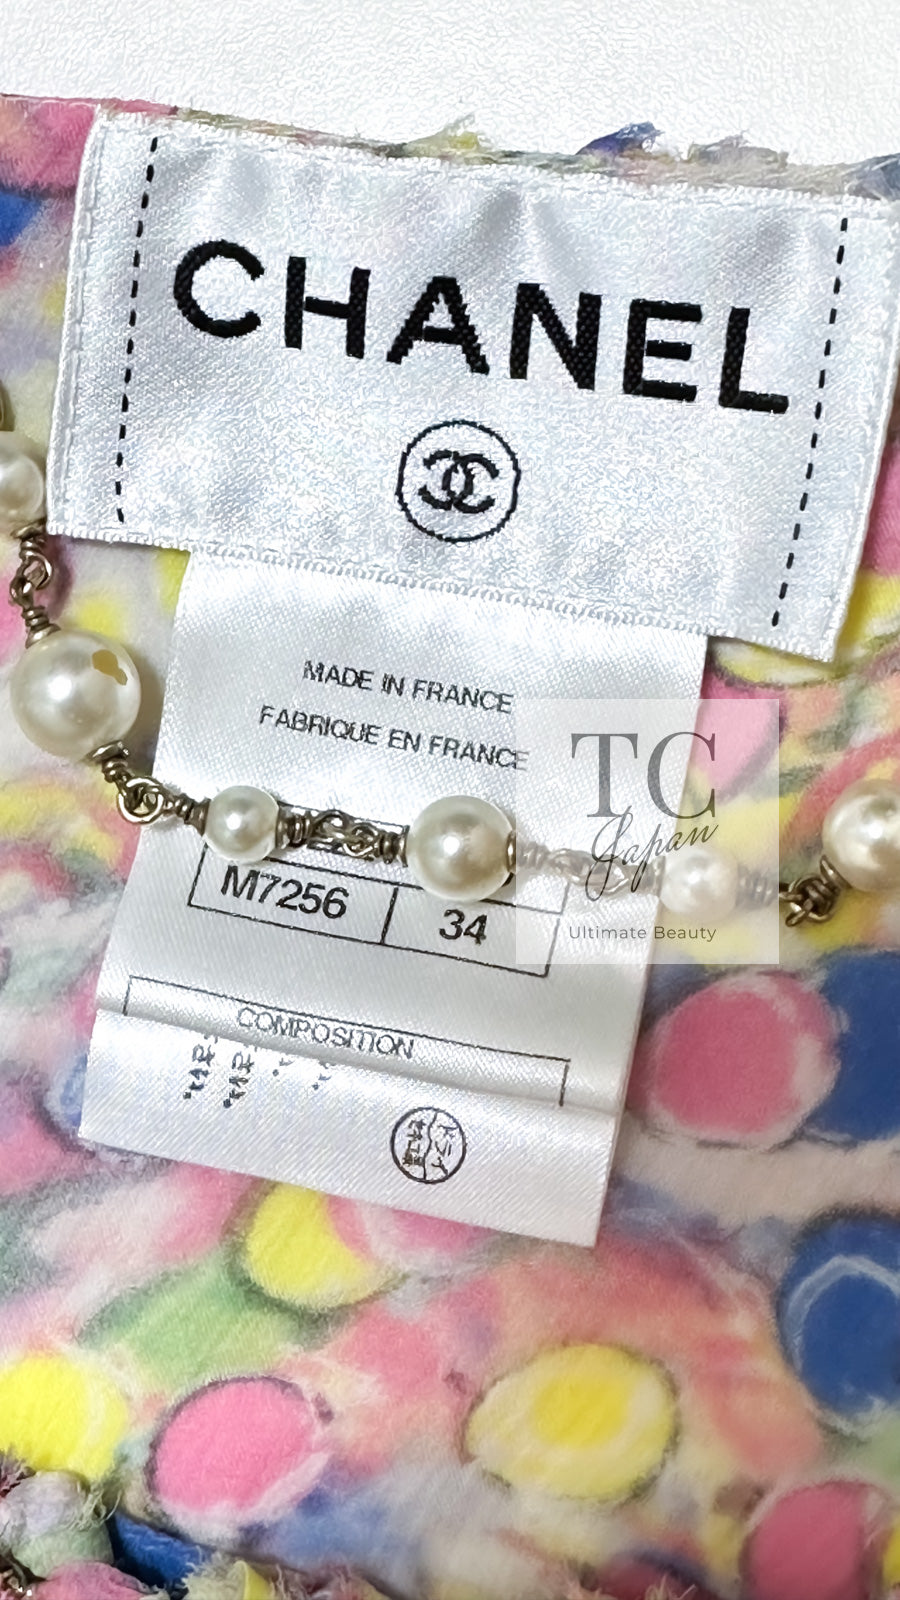 CHANEL
MADE IN FRANCE
FABRIQUE EN FRANCE
TC
Japan
Ultimate Beauty
M7256 34
COMPOSITION